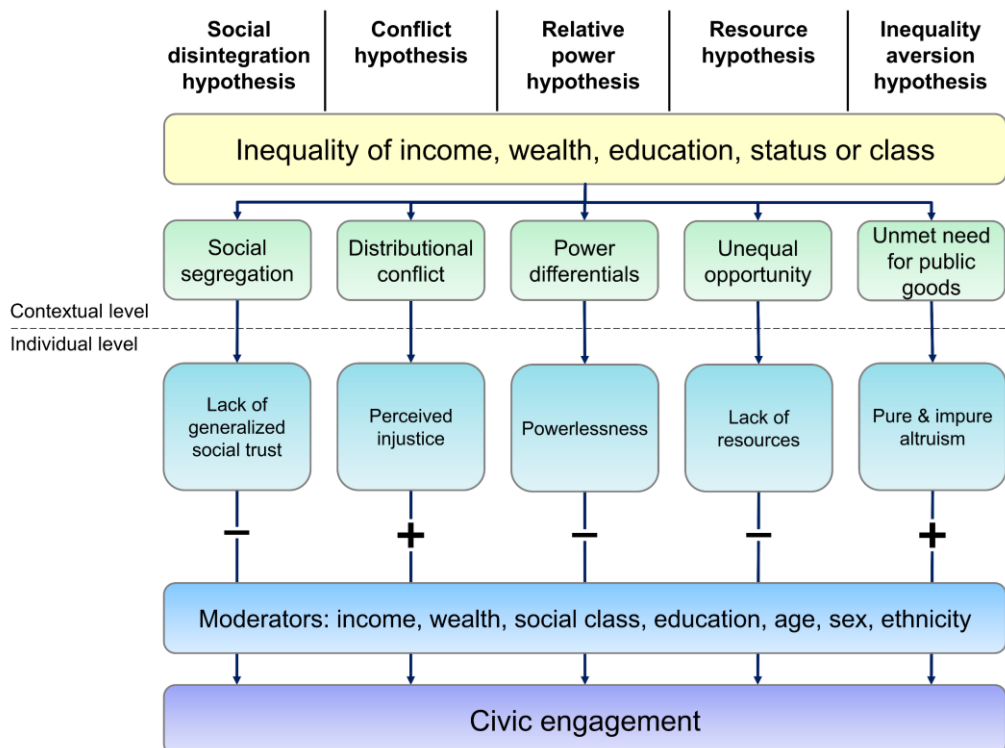 Social
disintegration
hypothesis
Conflict
hypothesis
Relative
power
hypothesis
Resource
hypothesis
Inequality
aversion
hypothesis
Inequality of income, wealth, education, status or class
Social
segregation
Distributional
conflict
Power
differentials
Unequal
opportunity
Unmet need
for public
goods
Contextual level
Individual level
Lack of
generalized
social trust
Perceived
injustice
Powerlessness
Lack of
resources
Pure & impure
altruism
− + − − +
Moderators: income, wealth, social class, education, age, sex, ethnicity
Civic engagement